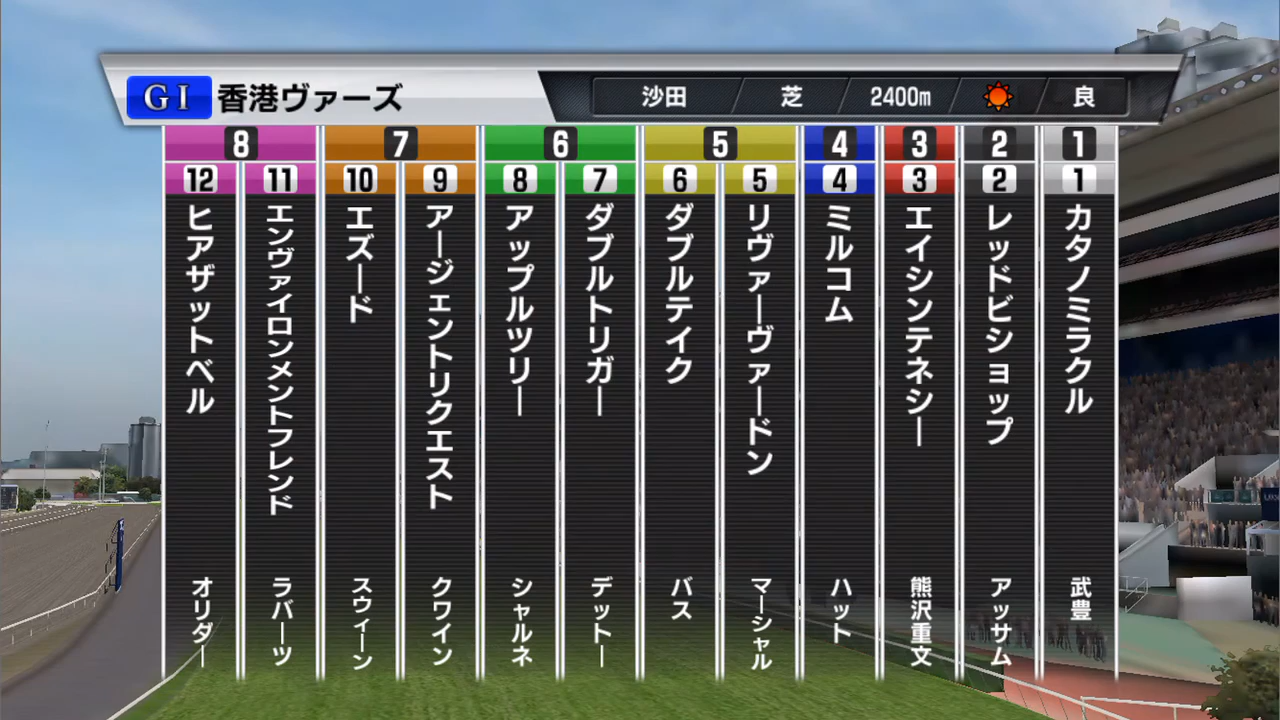 GI 香港ヴァーズ 沙田 芝 2400m 良
1 1 カタノミラクル 武豊
2 2 レッドビショップ アッサム
3 3 エイシンテネシー 熊沢重文
4 4 ミルコム ハット
5
5 リヴァーヴァードン マーシャル
6 ダブルテイク バス
6
7 ダブルトリガー デットー
8 アップルツリー シャルネ
7
9 アージェントリクエスト クワイン
10 エズード スウィーン
8
11 エンヴァイロンメントフレンド ラバーツ
12 ヒアザットベル オリダー